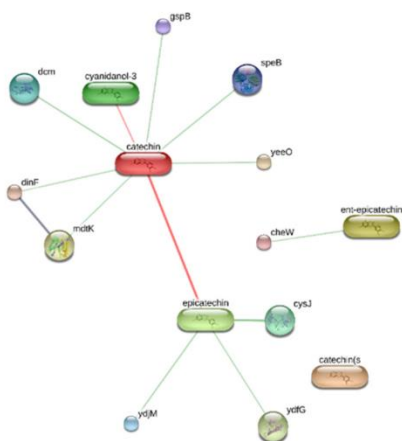 gspB
dcm
cyanidanol-3
speB
catechin
yeeO
dinF
mdtK
ent-epicatechin
cheW
epicatechin
cysJ
catechin(s
ydjM
ydfG